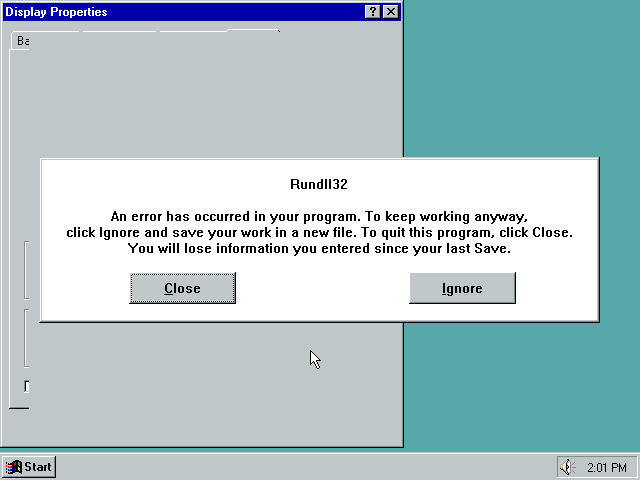 Display Properties
Ba
Rundll32
An error has occurred in your program. To keep working anyway,
click Ignore and save your work in a new file. To quit this program, click Close.
You will lose information you entered since your last Save.
Close
Ignore
Start
2:01 PM